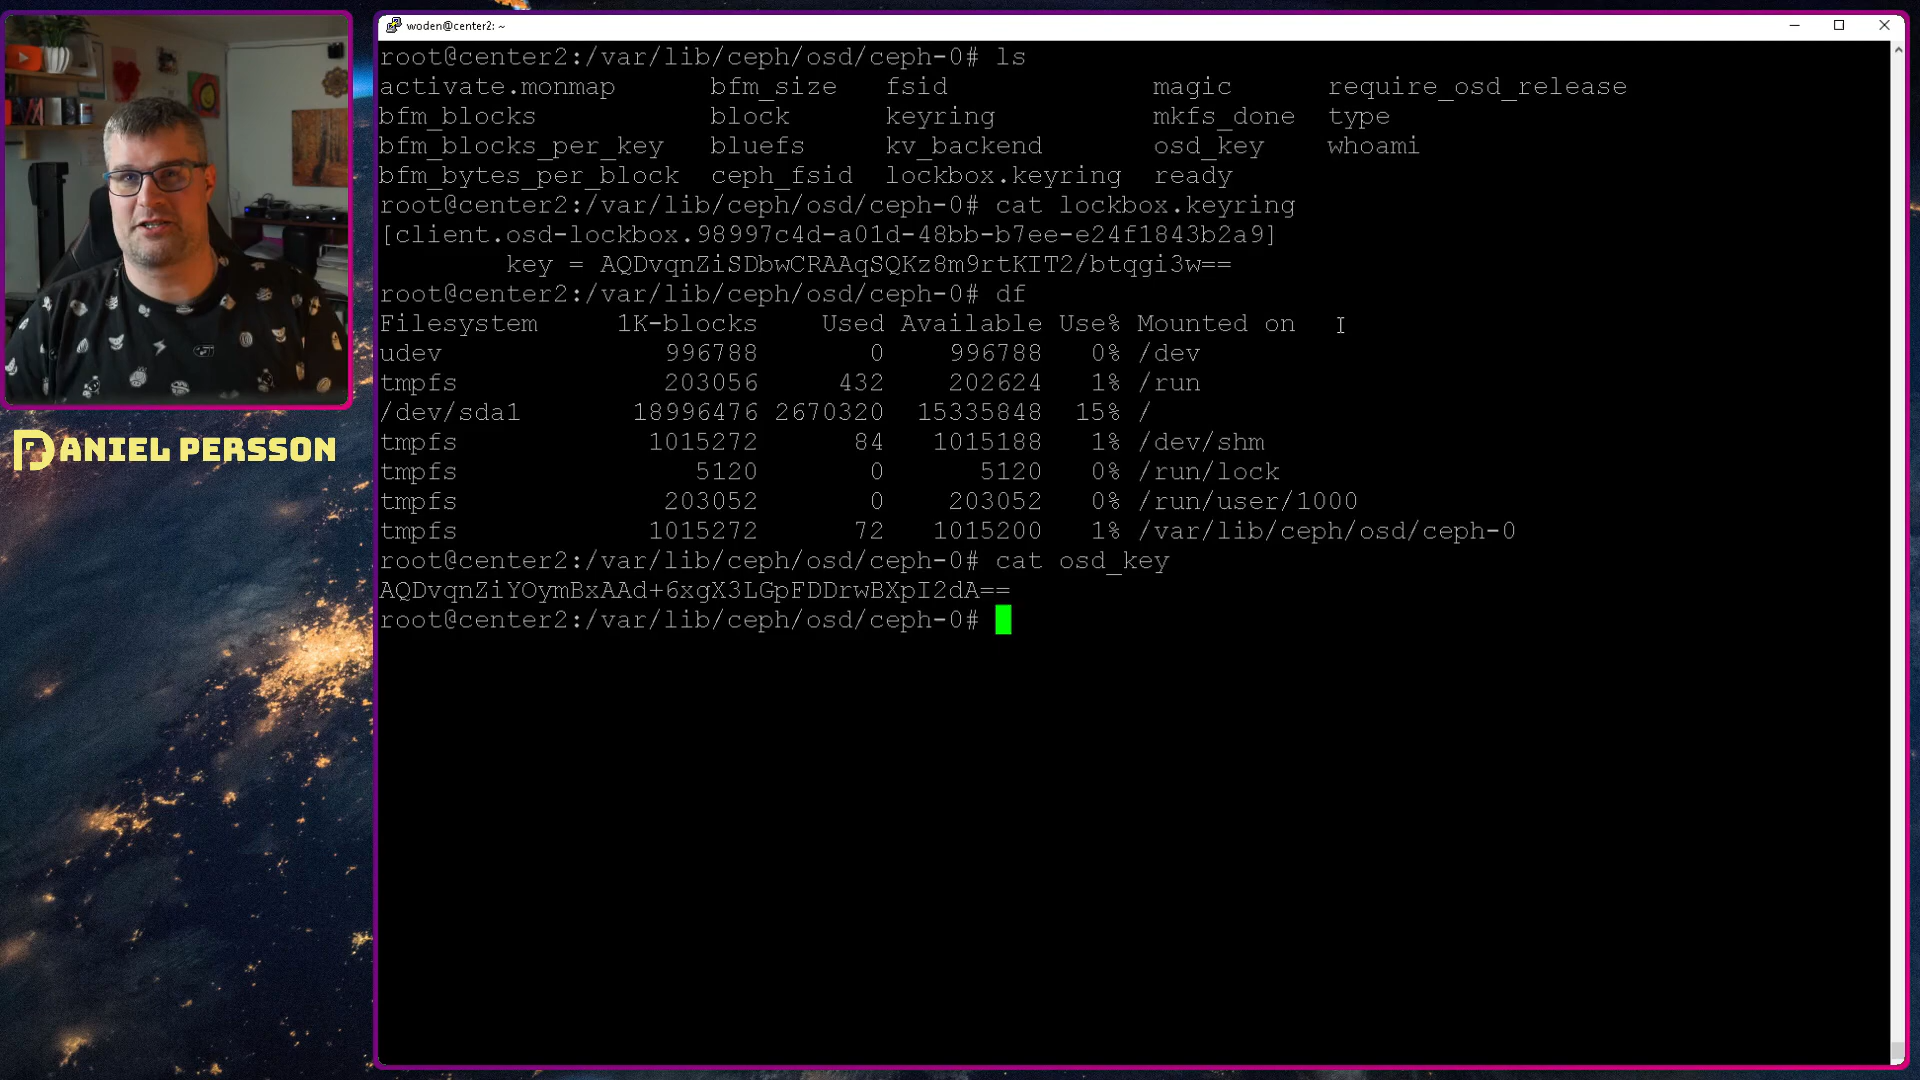 DANIEL PERSSON
woden@center2: ~
root@center2:/var/lib/ceph/osd/ceph-0# ls
activate.monmap bfm_size fsid magic require_osd_release
bfm_blocks block keyring mkfs_done type
bfm_blocks_per_key bluefs kv_backend osd_key whoami
bfm_bytes_per_block ceph_fsid lockbox.keyring ready
root@center2:/var/lib/ceph/osd/ceph-0# cat lockbox.keyring
[client.osd-lockbox.98997c4d-a01d-48bb-b7ee-e24f1843b2a9]
key = AQDvqnZiSDbwCRAAqSQKz8m9rtKIT2/btqgi3w==
root@center2:/var/lib/ceph/osd/ceph-0# df
Filesystem 1K-blocks Used Available Use% Mounted on
udev 996788 0 996788 0% /dev
tmpfs 203056 432 202624 1% /run
/dev/sda1 18996476 2670320 15335848 15% /
tmpfs 1015272 84 1015188 1% /dev/shm
tmpfs 5120 0 5120 0% /run/lock
tmpfs 203052 0 203052 0% /run/user/1000
tmpfs 1015272 72 1015200 1% /var/lib/ceph/osd/ceph-0
root@center2:/var/lib/ceph/osd/ceph-0# cat osd_key
AQDvqnZiYOymBxAAd+6xgX3LGpFDDrwBXpI2dA==
root@center2:/var/lib/ceph/osd/ceph-0#